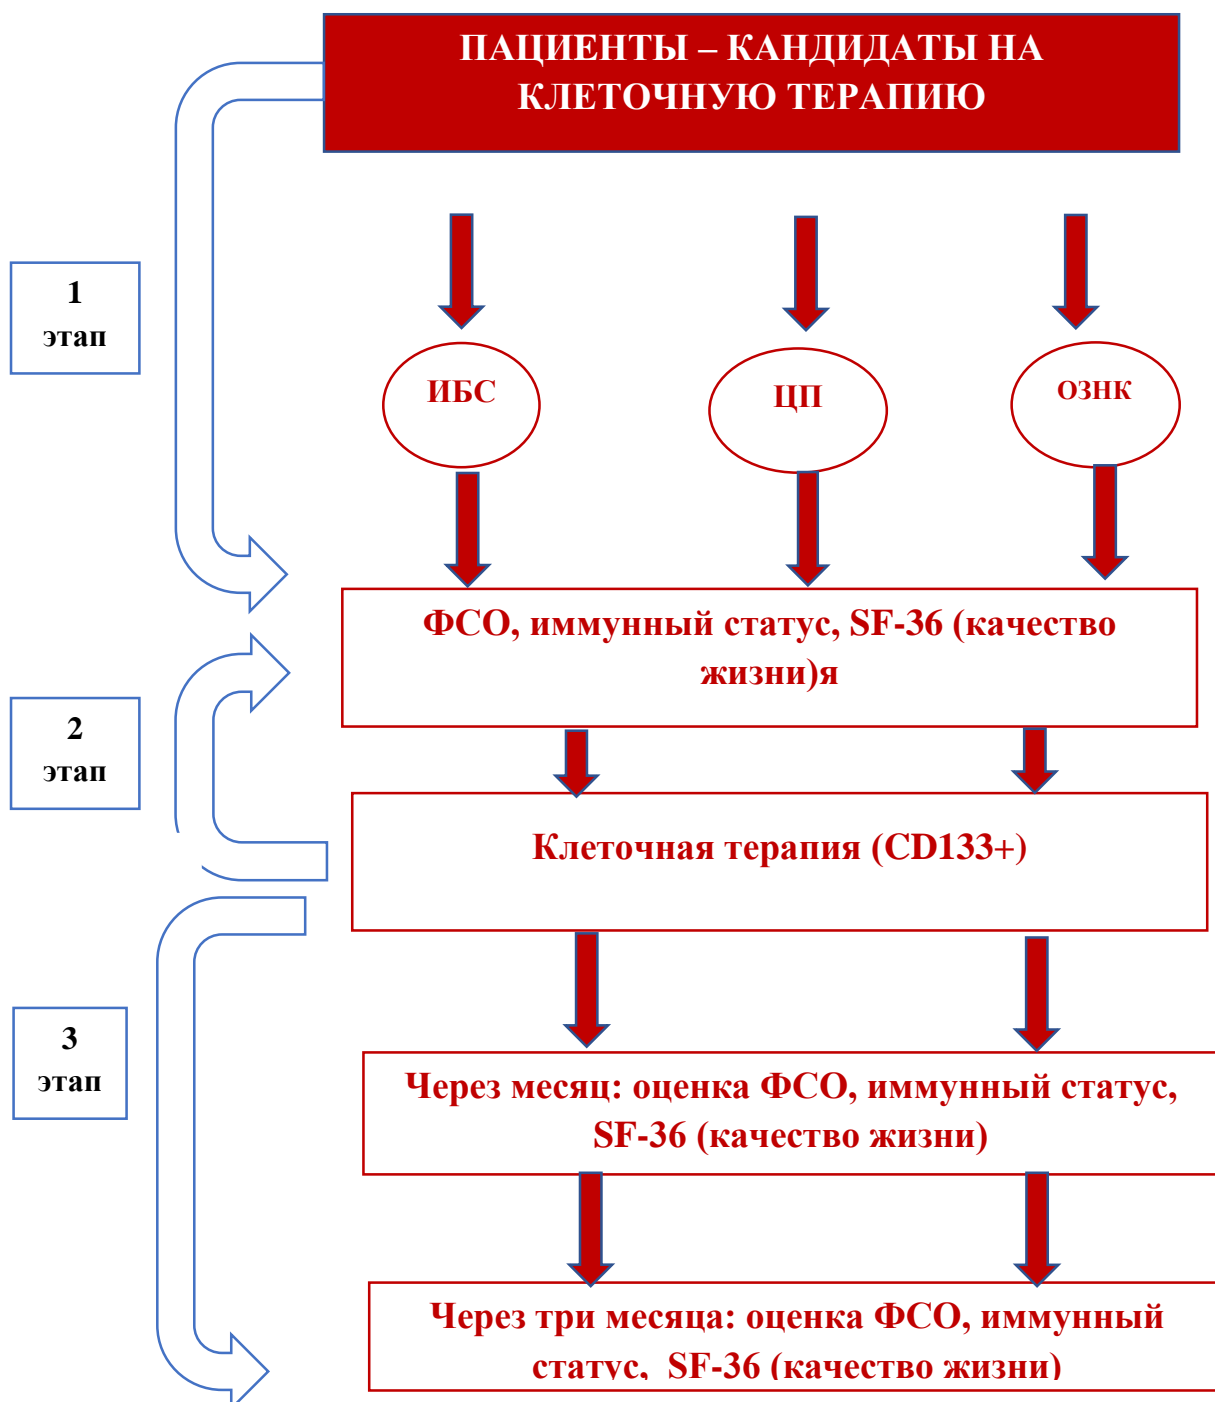 ПАЦИЕНТЫ – КАНДИДАТЫ НА
КЛЕТОЧНУЮ ТЕРАПИЮ
1
этап
ИБС
ЦП
ОЗНК
ФСО, иммунный статус, SF-36 (качество
жизни)я
2
этап
Клеточная терапия (CD133+)
3
этап
Через месяц: оценка ФСО, иммунный статус,
SF-36 (качество жизни)
Через три месяца: оценка ФСО, иммунный
статус, SF-36 (качество жизни)